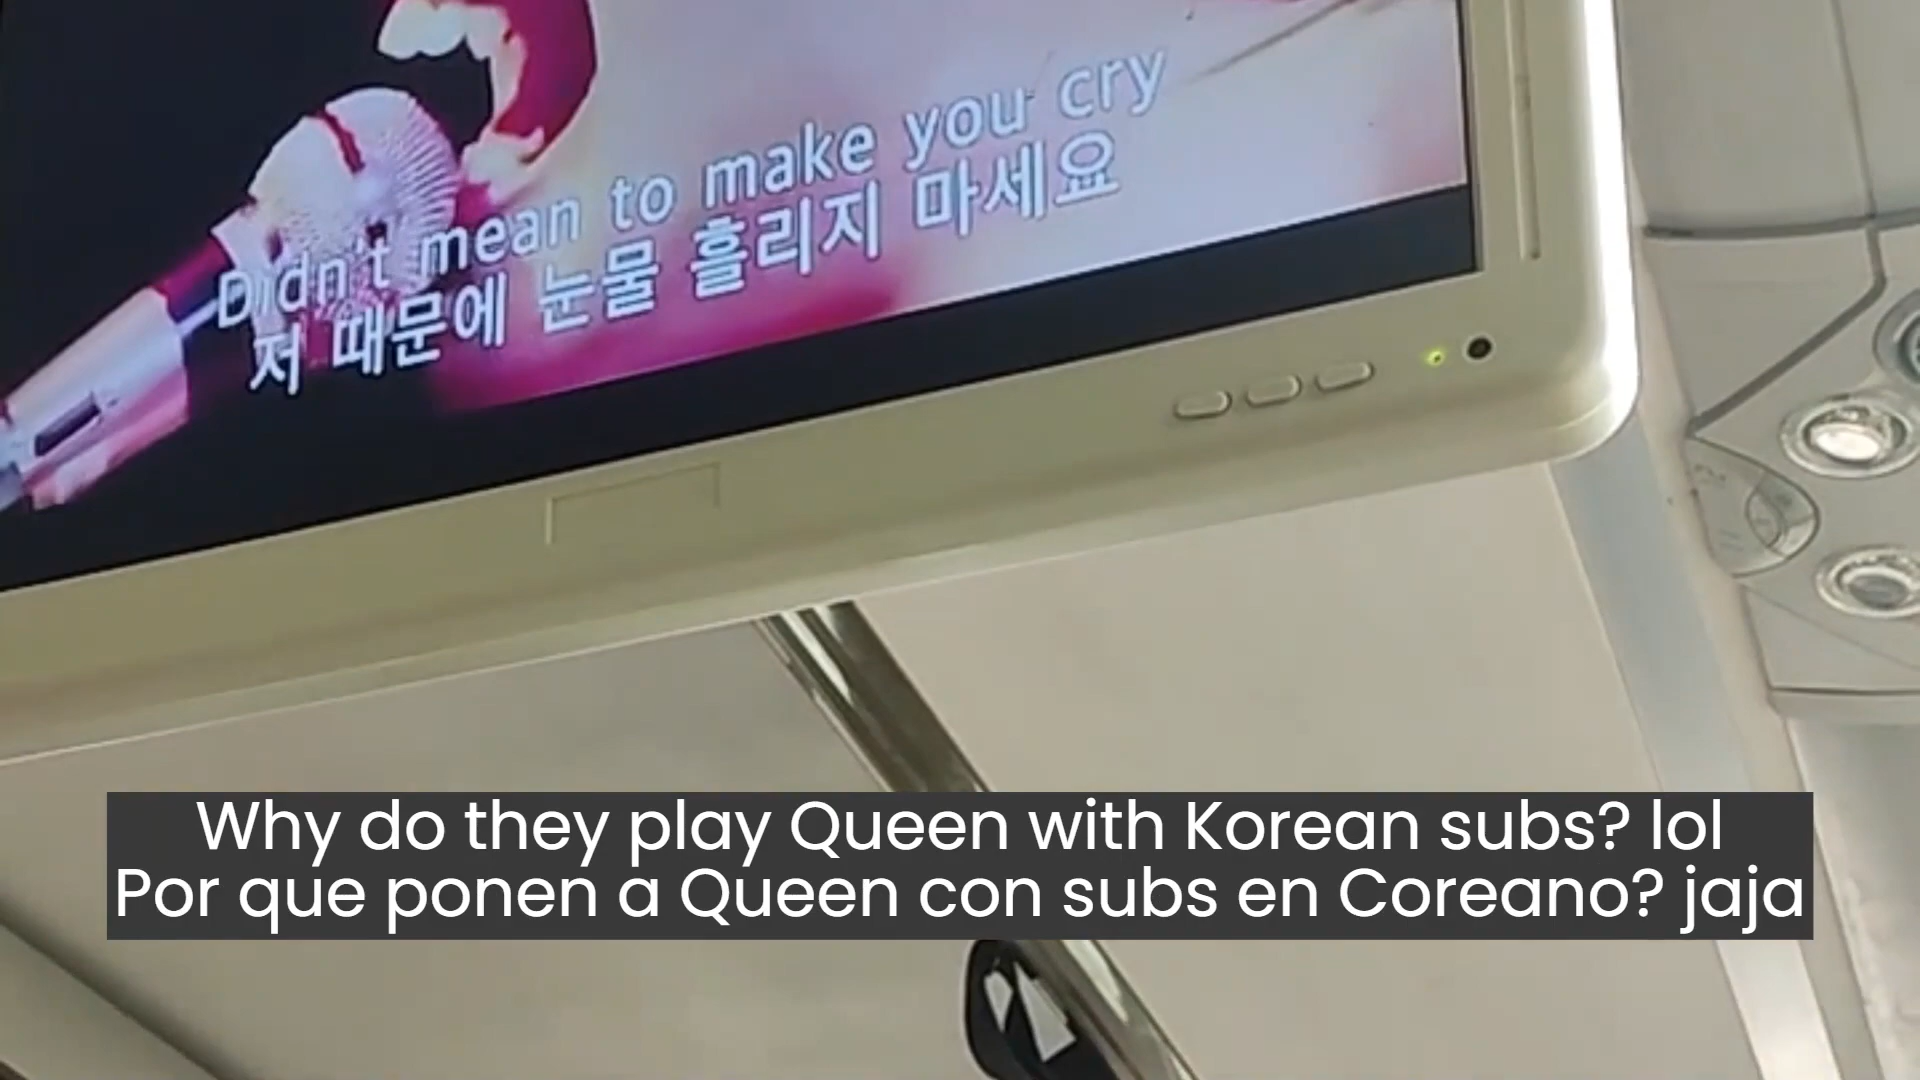 Didn't mean to make you cry
저 때문에 눈물 흘리지 마세요
Why do they play Queen with Korean subs? lol
Por que ponen a Queen con subs en Coreano? jaja